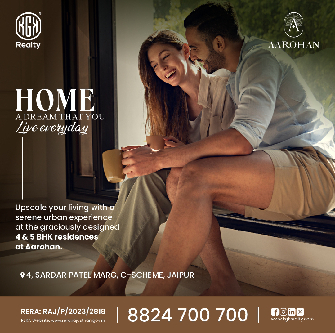 KGK
Realty
AAROHAN
HOME
A DREAM THAT YOU
Live everyday
Upscale your living with a
serene urban experience
at the graciously designed
4 & 5 BHK residences
at Aarohan.
4, SARDAR PATEL MARG, C-SCHEME, JAIPUR
RERA: RAJ/P/2023/2618
8824 700 700